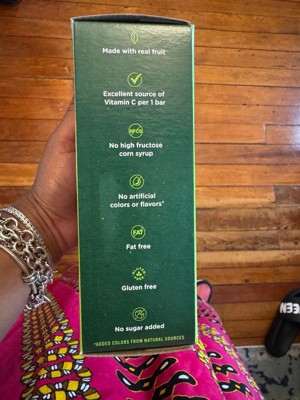 Made with real fruit
Excellent source of
Vitamin C per 1 bar
HFCS
No high fructose
corn syrup
No artificial
colors or flavors*
FAT
Fat free
Gluten free
No sugar added
*ADDED COLORS FROM NATURAL SOURCES
EEN